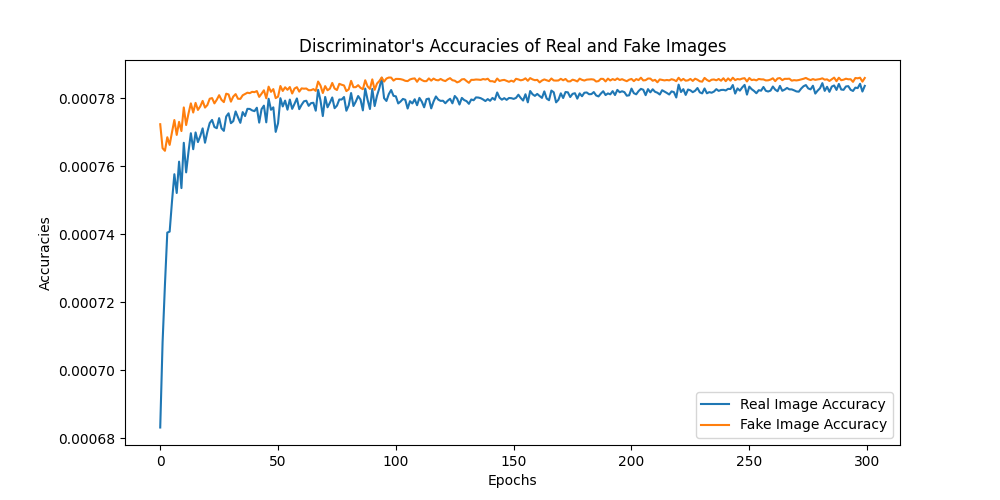 Discriminator's Accuracies of Real and Fake Images
0.00078
0.00076
0.00074
0.00072
0.00070
0.00068
Accuracies
0 50 100 150 200 250 300
Epochs
Real Image Accuracy
Fake Image Accuracy